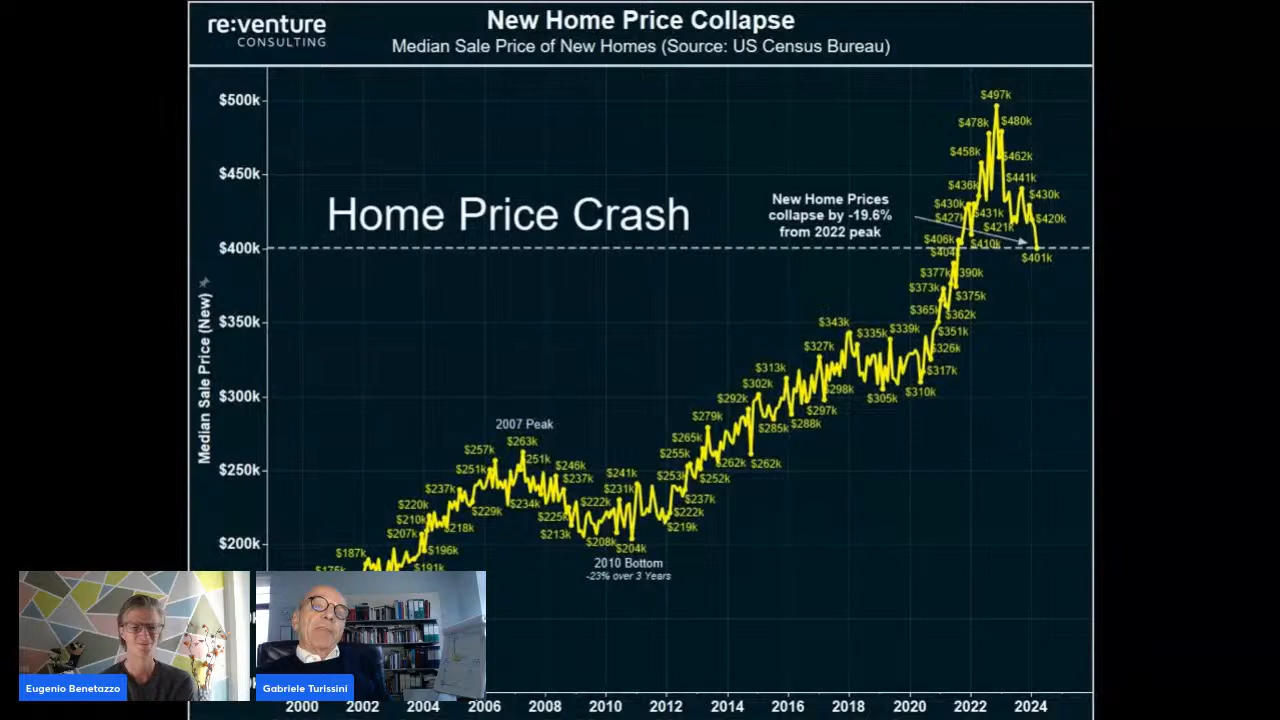 re:venture
CONSULTING
New Home Price Collapse
Median Sale Price of New Homes (Source: US Census Bureau)
$500k
$450k
$400k
$350k
$300k
$250k
$200k
Median Sale Price (New)
Home Price Crash
New Home Prices
collapse by -19.6%
from 2022 peak
$497k
$478k
$480k
$458k
$462k
$436k
$441k
$430k
$430k
$427k
$431k
$420k
$421k
$406k
$410k
$404
$401k
$377k
$390k
$373k
$375k
$365k
$362k
$351k
$343k
$335k
$339k
$327k
$326k
$313k
$317k
$302k
$298k
$310k
$305k
$292k
$297k
$288k
$285k
$279k
2007 Peak
$263k
$265k
$262k
$262k
$257k
$251k
$255k
$251k
$246k
$241k
$253k
$252k
$237k
$237k
$231k
$237k
$220k
$229k
$234k
$222k
$222k
$210k
$218k
$225k
$219k
$207k
$213k
$208k
$204k
$187k
$196k
2010 Bottom
-23% over 3 Years
$175k
$191k
Eugenio Benetazzo
Gabriele Turissini
2000 2002 2004 2006 2008 2010 2012 2014 2016 2018 2020 2022 2024